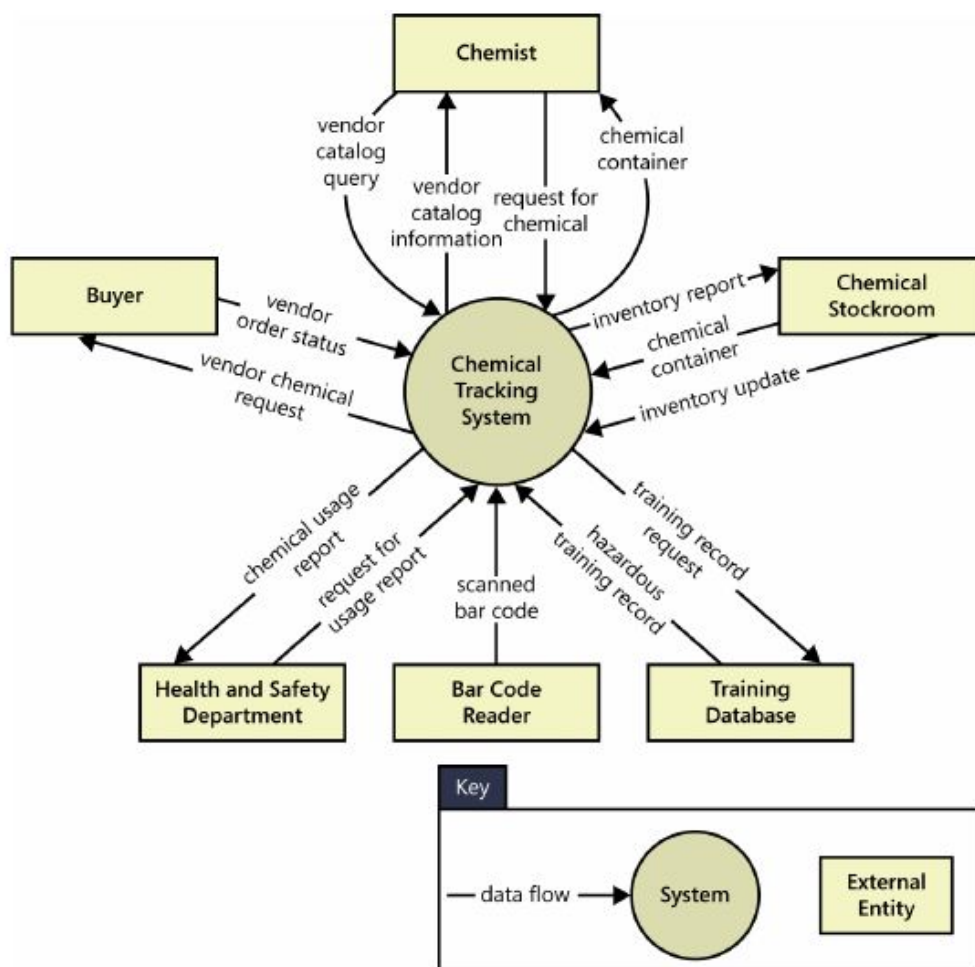 Chemist
vendor
catalog
query
vendor
catalog
information
request for
chemical
chemical
container
Buyer
vendor
order status
vendor chemical
request
Chemical
Tracking
System
inventory report
chemical
container
inventory update
Chemical
Stockroom
chemical usage
report
request for
usage report
scanned
bar code
hazardous
training record
training record
request
Health and Safety
Department
Bar Code
Reader
Training
Database
Key
data flow
System
External
Entity